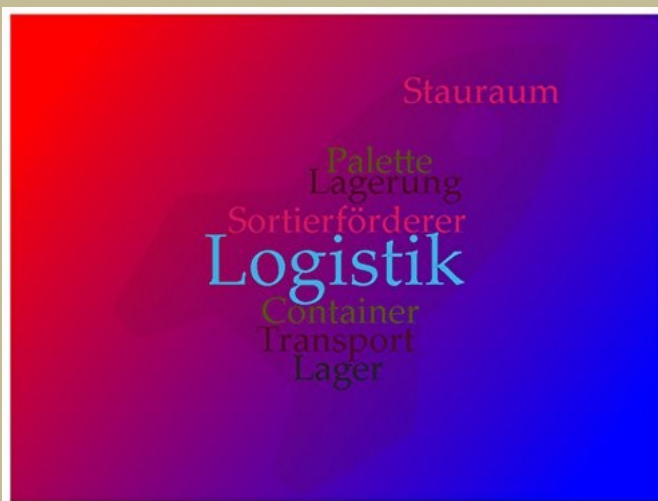 Stauraum
Palette
Lagerung
Sortierförderer
Logistik
Container
Transport
Lager